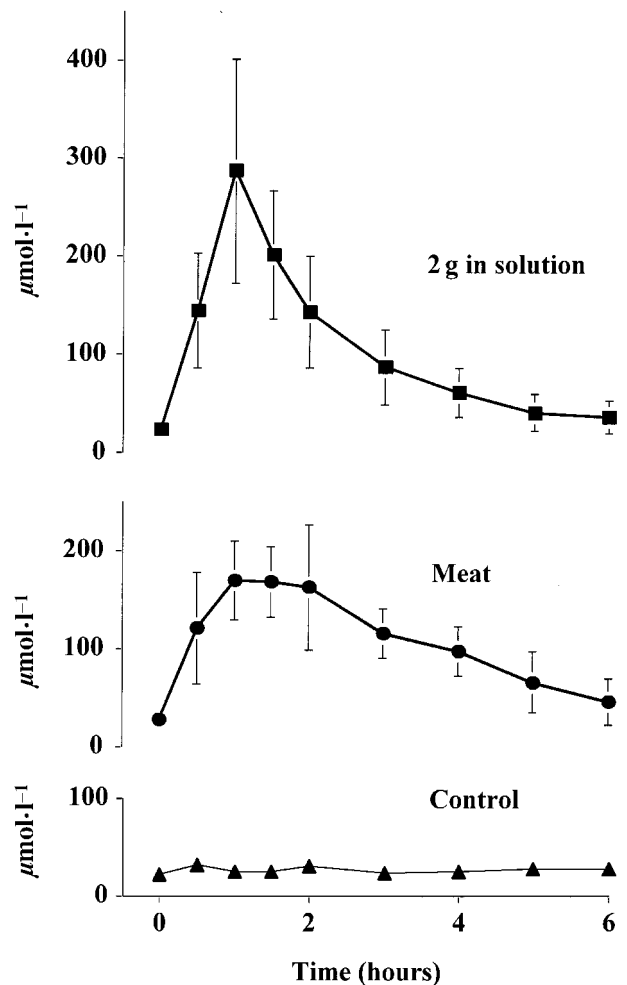 400
300
µmol·l⁻¹
200
2 g in solution
100
0
200
Meat
µmol·l⁻¹
100
0
100
Control
µmol·l⁻¹
0
0 2 4 6
Time (hours)